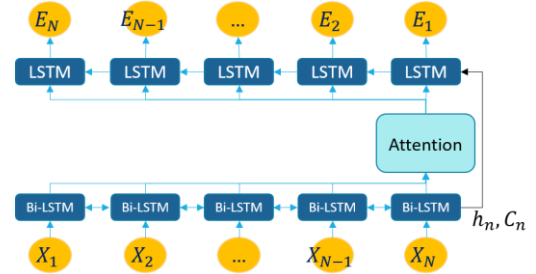 E_N E_{N-1} ... E_2 E_1
LSTM LSTM LSTM LSTM LSTM
Attention
Bi-LSTM Bi-LSTM Bi-LSTM Bi-LSTM Bi-LSTM
h_n, C_n
X_1 X_2 ... X_{N-1} X_N